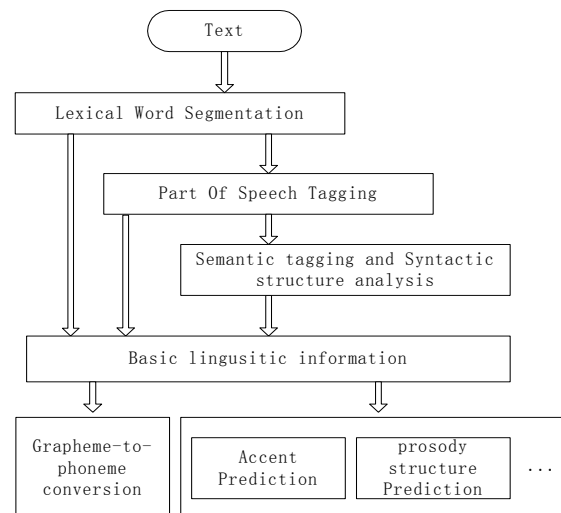 Text
Lexical Word Segmentation
Part Of Speech Tagging
Semantic tagging and Syntactic
structure analysis
Basic lingusitic information
Grapheme-to-
phoneme
conversion
Accent
Prediction
prosody
structure
Prediction
...